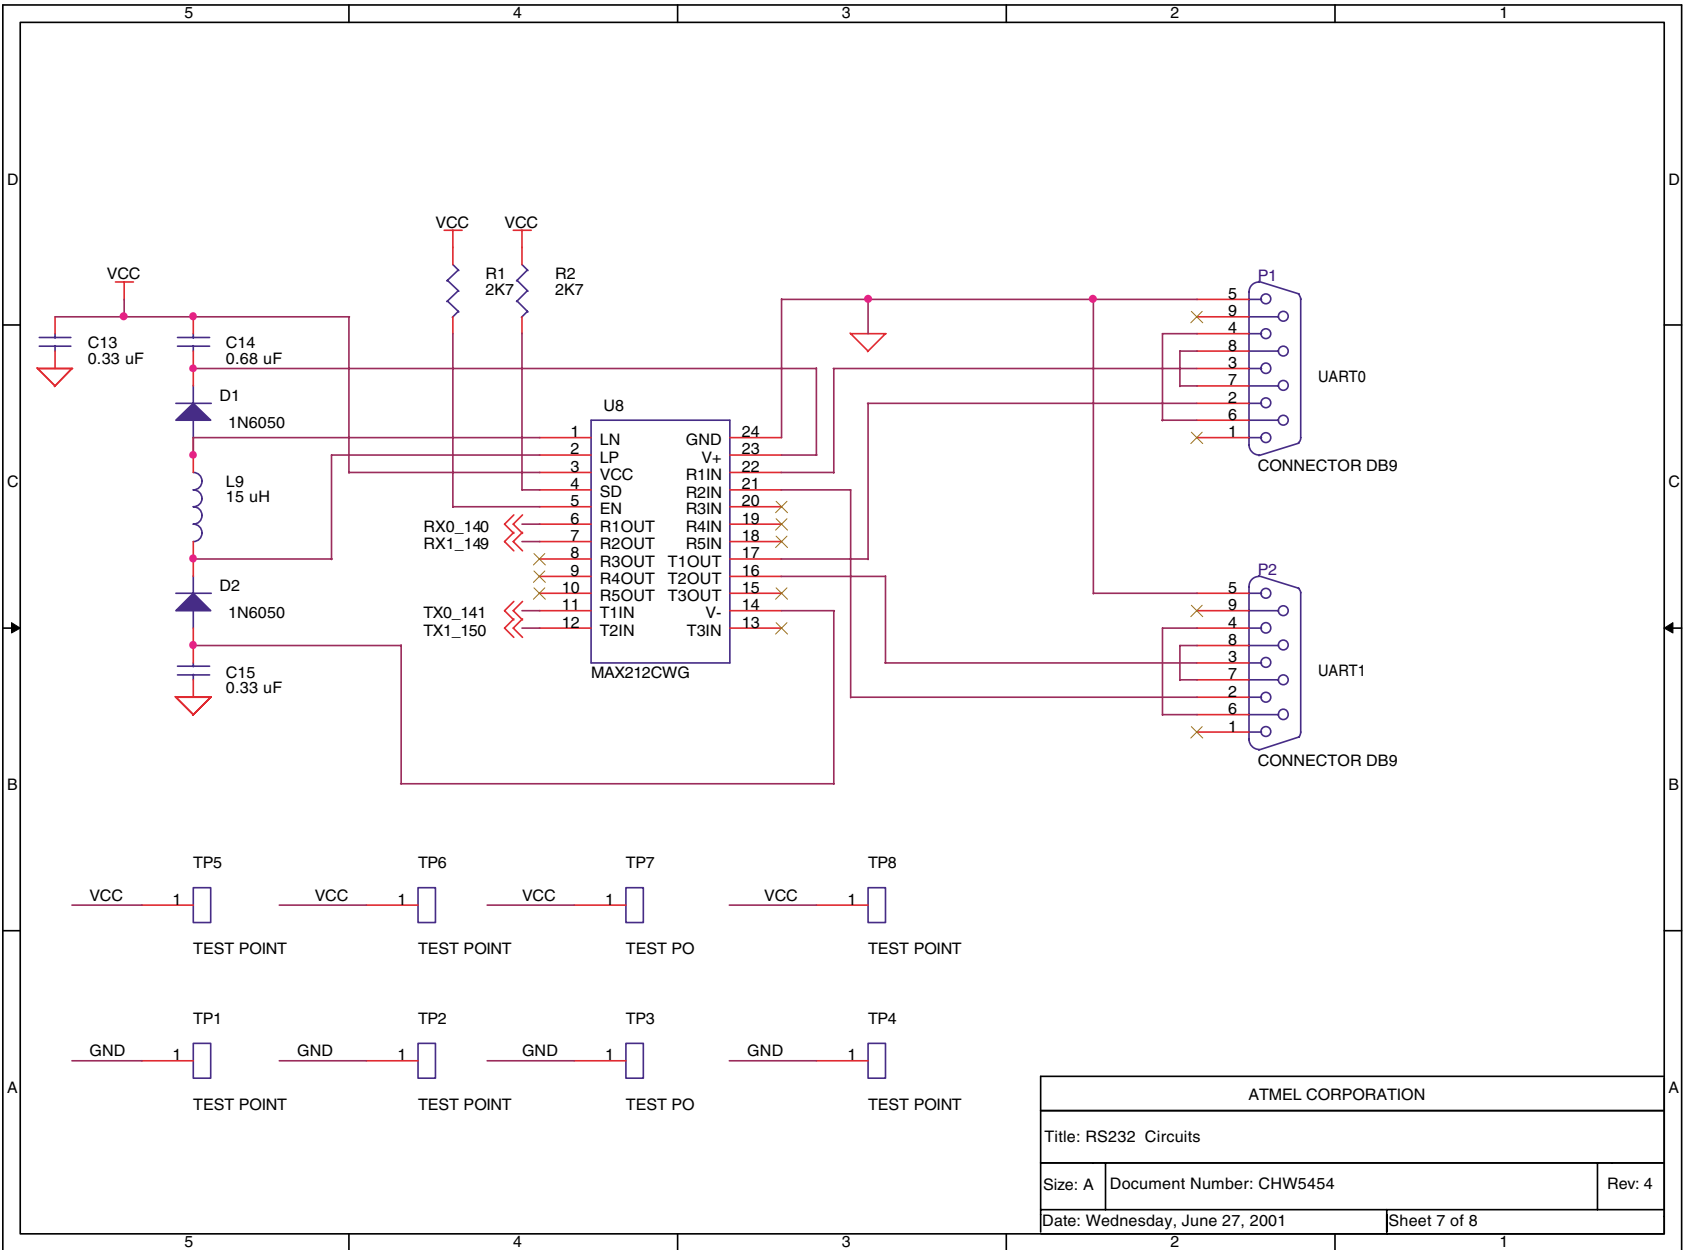 5 4 3 2 1
D D
VCC VCC
VCC
R1 2K7
R2 2K7
C13 0.33 uF
C14 0.68 uF
D1
1N6050
L9
15 uH
D2
1N6050
C15
0.33 uF
RX0_140
RX1_149
TX0_141
TX1_150
U8
1 LN GND 24
2 LP V+ 23
3 VCC R1IN 22
4 SD R2IN 21
5 EN R3IN 20
6 R1OUT R4IN 19
7 R2OUT R5IN 18
8 R3OUT T1OUT 17
9 R4OUT T2OUT 16
10 R5OUT T3OUT 15
11 T1IN V- 14
12 T2IN T3IN 13
MAX212CWG
P1
5
9
4
8
3
7
2
6
1
UART0
CONNECTOR DB9
C C
P2
5
9
4
8
3
7
2
6
1
UART1
CONNECTOR DB9
B B
TP5 TP6 TP7 TP8
VCC 1 VCC 1 VCC 1 VCC 1
TEST POINT TEST POINT TEST PO TEST POINT
TP1 TP2 TP3 TP4
GND 1 GND 1 GND 1 GND 1
TEST POINT TEST POINT TEST PO TEST POINT
A A
ATMEL CORPORATION
Title: RS232 Circuits
Size: A Document Number: CHW5454 Rev: 4
Date: Wednesday, June 27, 2001 Sheet 7 of 8
5 4 3 2 1